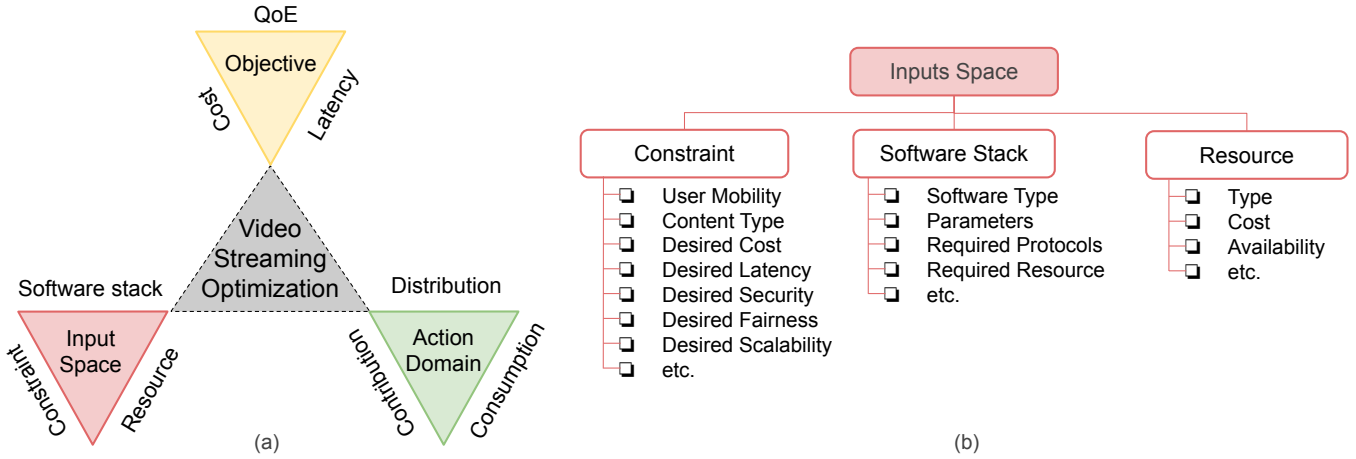 QoE
Objective
Cost
Latency
Video
Streaming
Optimization
Software stack
Input
Space
Constraint
Resource
Distribution
Action
Domain
Contribution
Consumption
(a)
Inputs Space
Constraint
User Mobility
Content Type
Desired Cost
Desired Latency
Desired Security
Desired Fairness
Desired Scalability
etc.
Software Stack
Software Type
Parameters
Required Protocols
Required Resource
etc.
Resource
Type
Cost
Availability
etc.
(b)